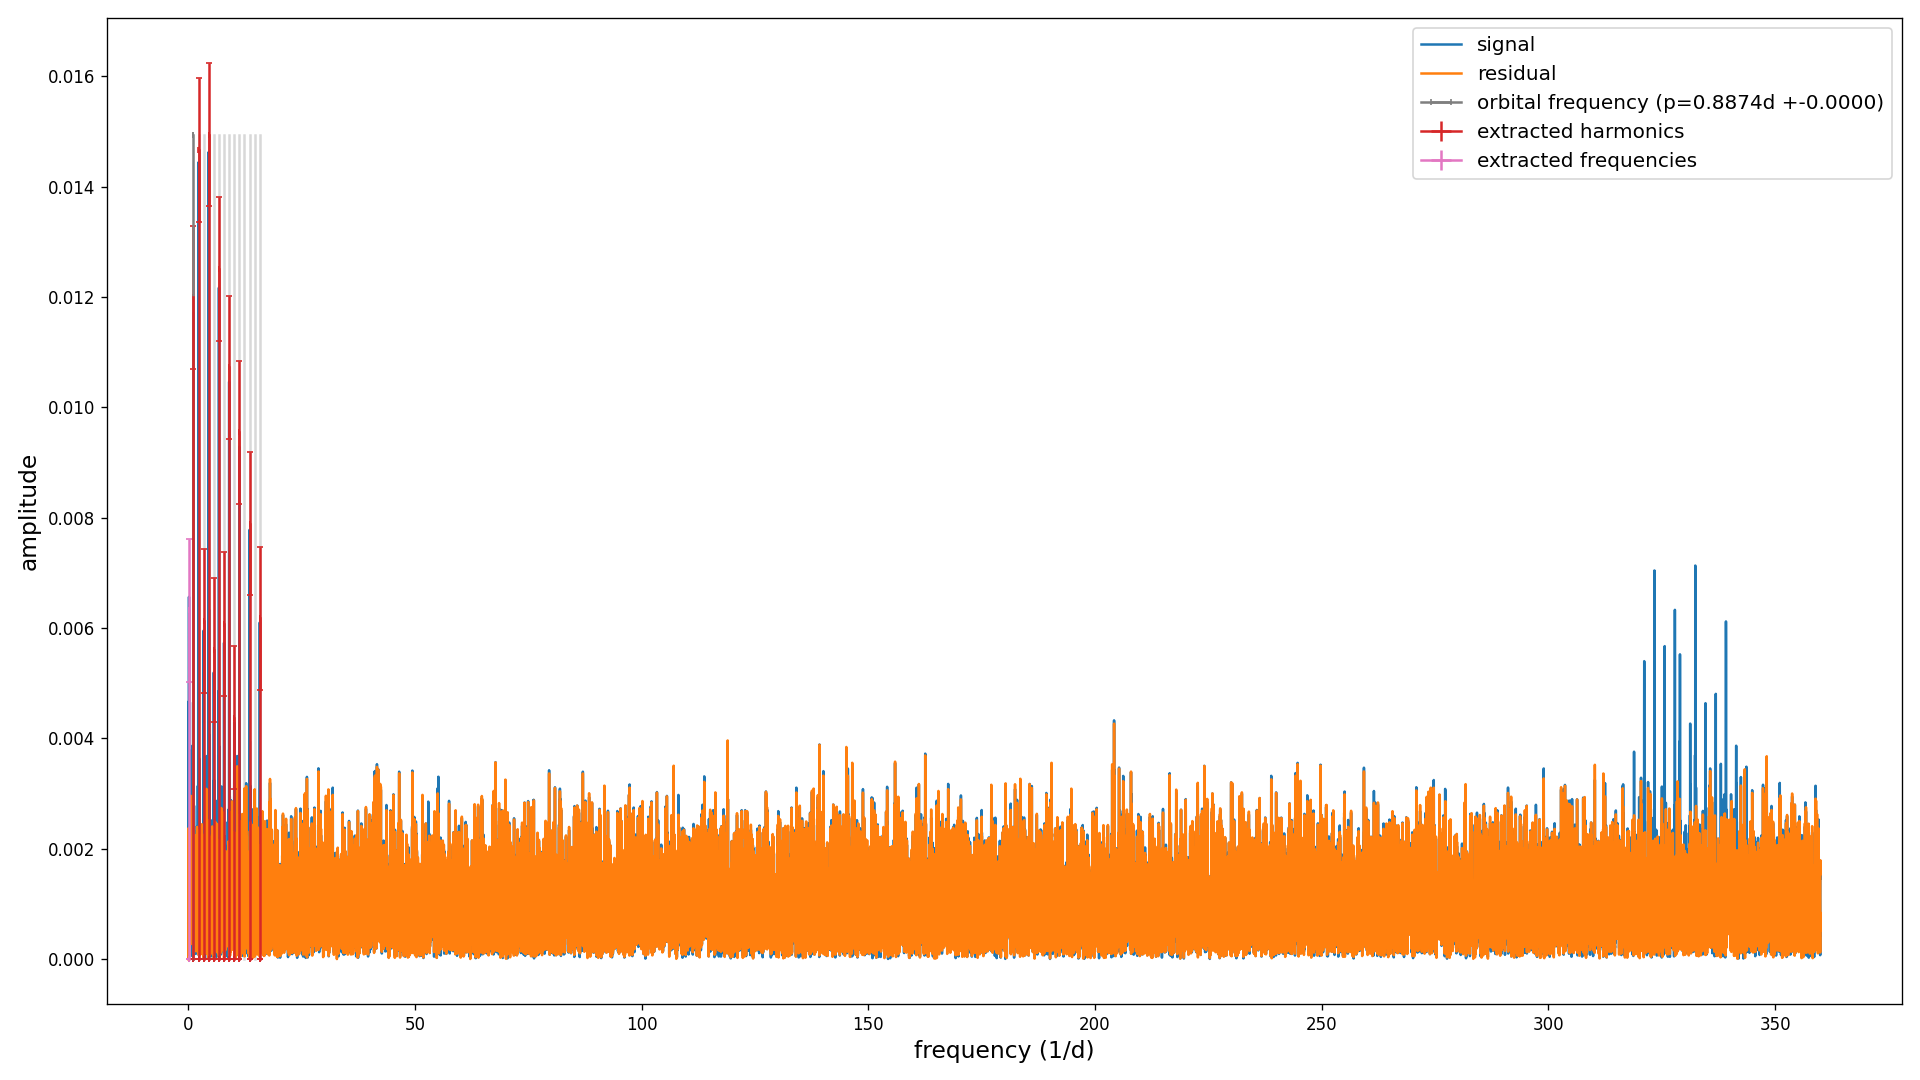 signal
residual
orbital frequency (p=0.8874d +-0.0000)
extracted harmonics
extracted frequencies
0.016
0.014
0.012
0.010
0.008
0.006
0.004
0.002
0.000
amplitude
0 50 100 150 200 250 300 350
frequency (1/d)